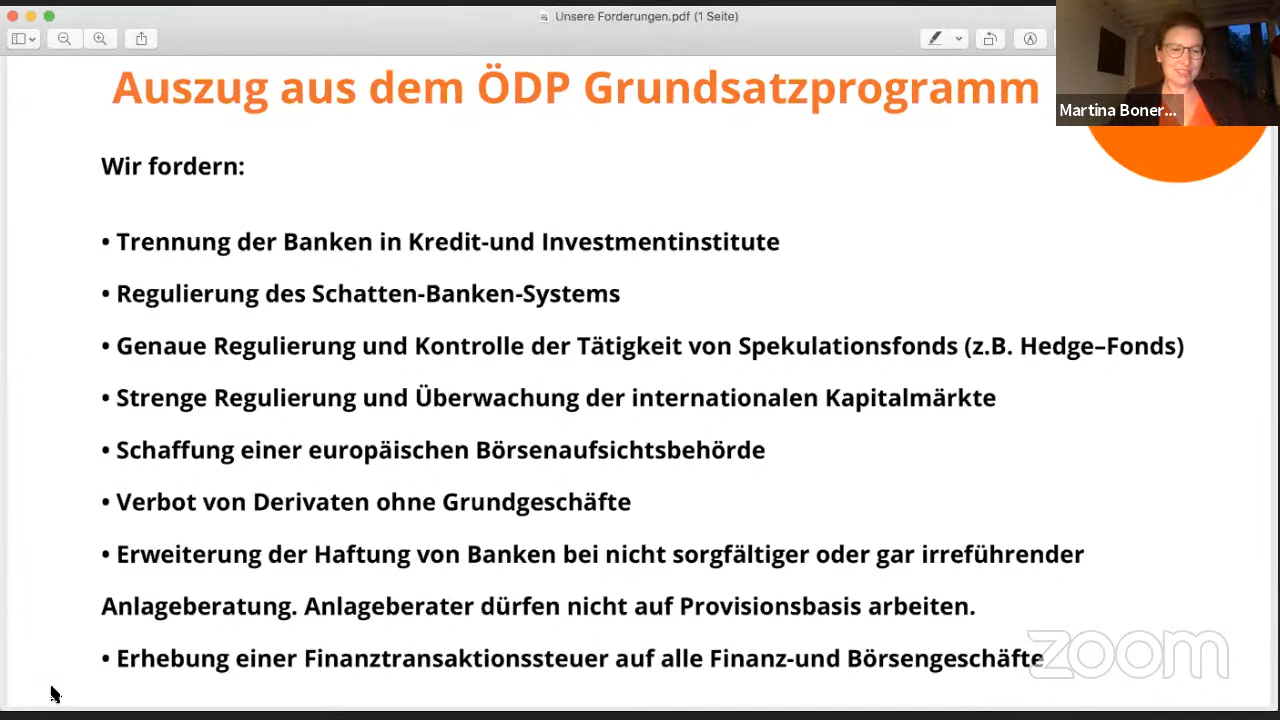 Unsere Forderungen.pdf (1 Seite)
Martina Boner...
Auszug aus dem ÖDP Grundsatzprogramm
Wir fordern:
• Trennung der Banken in Kredit-und Investmentinstitute
• Regulierung des Schatten-Banken-Systems
• Genaue Regulierung und Kontrolle der Tätigkeit von Spekulationsfonds (z.B. Hedge–Fonds)
• Strenge Regulierung und Überwachung der internationalen Kapitalmärkte
• Schaffung einer europäischen Börsenaufsichtsbehörde
• Verbot von Derivaten ohne Grundgeschäfte
• Erweiterung der Haftung von Banken bei nicht sorgfältiger oder gar irreführender
Anlageberatung. Anlageberater dürfen nicht auf Provisionsbasis arbeiten.
• Erhebung einer Finanztransaktionssteuer auf alle Finanz-und Börsengeschäfte
zoom